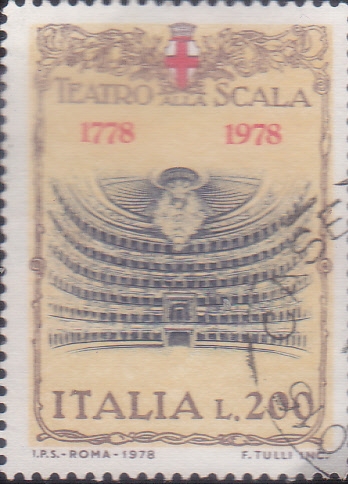 TEATRO ALLA SCALA
1778 1978
ITALIA L. 200
I.P.S.-ROMA-1978 F. TULLI INC.